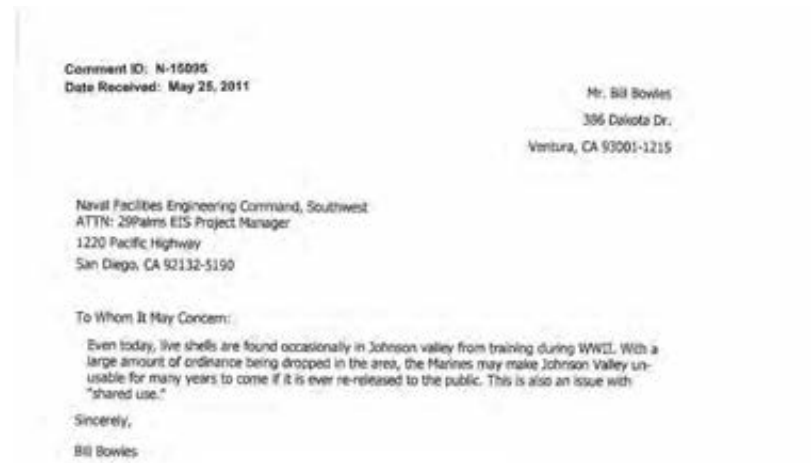 Comment ID: N-15095
Date Received: May 25, 2011
Mr. Bill Bowles
386 Dakota Dr.
Ventura, CA 93001-1215
Naval Facilities Engineering Command, Southwest
ATTN: 29Palms EIS Project Manager
1220 Pacific Highway
San Diego, CA 92132-5190
To Whom It May Concern:
Even today, live shells are found occasionally in Johnson valley from training during WWII. With a
large amount of ordinance being dropped in the area, the Marines may make Johnson Valley un-
usable for many years to come if it is ever re-released to the public. This is also an issue with
"shared use."
Sincerely,
Bill Bowles